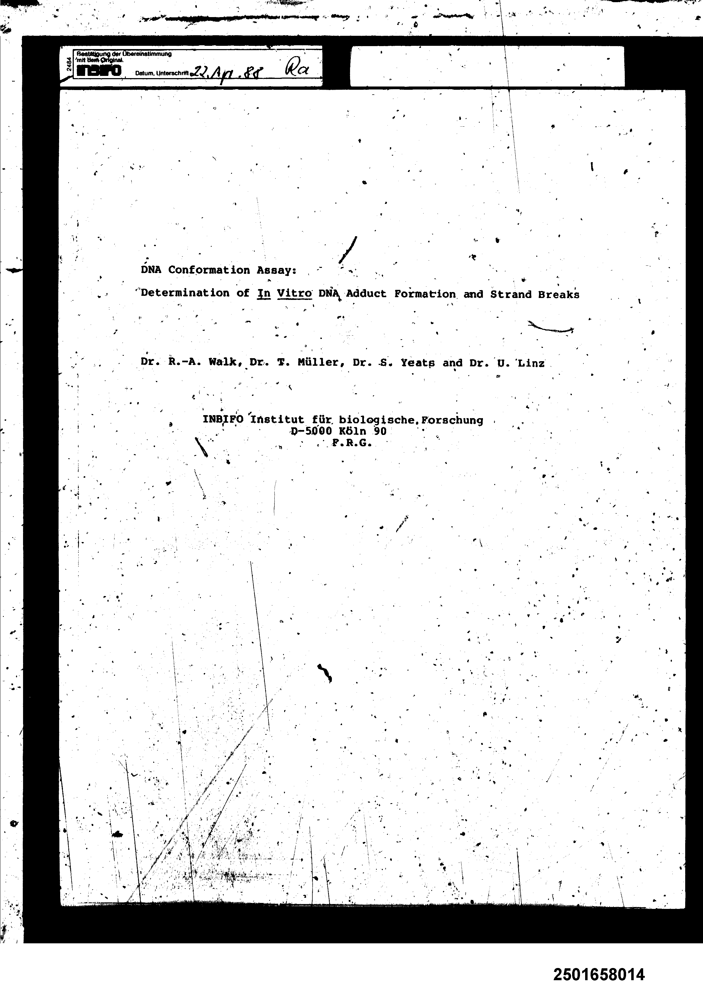 2484
Bestätigung der Übereinstimmung
mit dem Original.
INBIFO
Datum, Unterschrift 22. Apr. 88 Ra
DNA Conformation Assay:
Determination of In Vitro DNA Adduct Formation and Strand Breaks
Dr. R.-A. Walk, Dr. T. Müller, Dr. S. Yeats and Dr. U. Linz
INBIFO Institut für biologische Forschung
D-5000 Köln 90
F.R.G.
2501658014